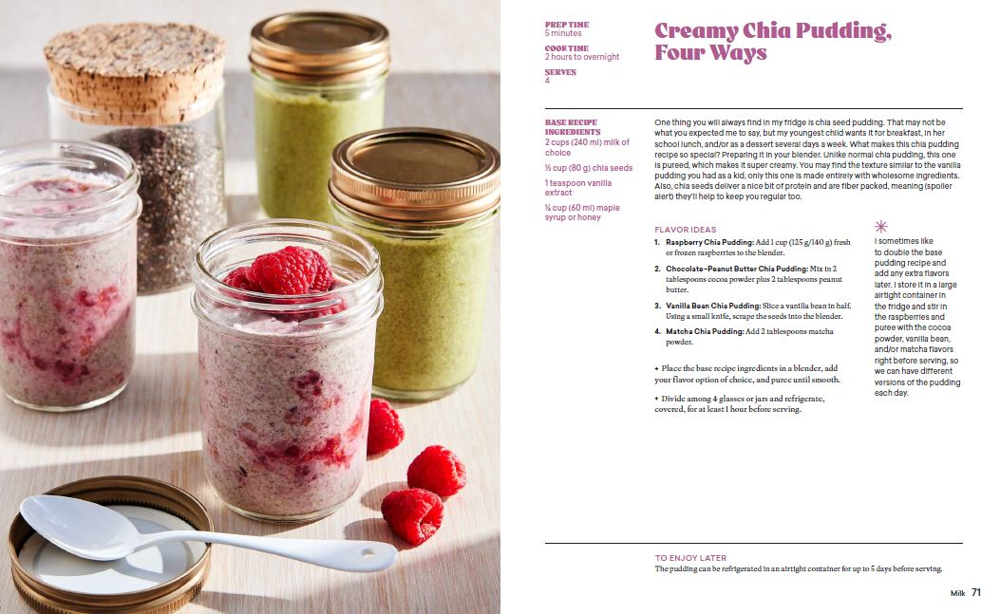 PREP TIME
5 minutes
COOK TIME
2 hours to overnight
SERVES
4
Creamy Chia Pudding,
Four Ways
BASE RECIPE
INGREDIENTS
2 cups (240 ml) milk of
choice
½ cup (80 g) chia seeds
1 teaspoon vanilla
extract
¼ cup (60 ml) maple
syrup or honey
One thing you will always find in my fridge is chia seed pudding. That may not be
what you expected me to say, but my youngest child wants it for breakfast, in her
school lunch, and/or as a dessert several days a week. What makes this chia pudding
recipe so special? Preparing it in your blender. Unlike normal chia pudding, this one
is pureed, which makes it super creamy. You may find the texture similar to the vanilla
pudding you had as a kid, only this one is made entirely with wholesome ingredients.
Also, chia seeds deliver a nice bit of protein and are fiber packed, meaning (spoiler
alert) they'll help to keep you regular too.
FLAVOR IDEAS
1. Raspberry Chia Pudding: Add 1 cup (125 g/140 g) fresh
or frozen raspberries to the blender.
2. Chocolate–Peanut Butter Chia Pudding: Mix in 2
tablespoons cocoa powder plus 2 tablespoons peanut
butter.
3. Vanilla Bean Chia Pudding: Slice a vanilla bean in half.
Using a small knife, scrape the seeds into the blender.
4. Matcha Chia Pudding: Add 2 tablespoons matcha
powder.
+ Place the base recipe ingredients in a blender, add
your flavor option of choice, and puree until smooth.
+ Divide among 4 glasses or jars and refrigerate,
covered, for at least 1 hour before serving.
I sometimes like
to double the base
pudding recipe and
add any extra flavors
later. I store it in a large
airtight container in
the fridge and stir in
the raspberries and
puree with the cocoa
powder, vanilla bean,
and/or matcha flavors
right before serving, so
we can have different
versions of the pudding
each day.
TO ENJOY LATER
The pudding can be refrigerated in an airtight container for up to 5 days before serving.
Milk 71